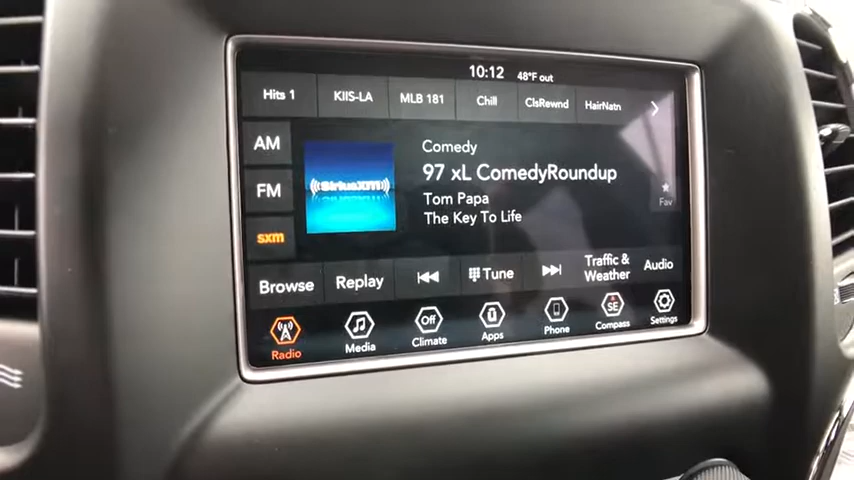 10:12 48°F out
Hits 1 KIIS-LA MLB 181 Chill ClsRewnd HairNatn
AM
FM
sxm
((SiriusXM))
Comedy
97 xL ComedyRoundup
Tom Papa
The Key To Life
Fav
Browse Replay Tune Traffic & Weather Audio
Radio Media Off Climate Apps Phone SE Compass Settings